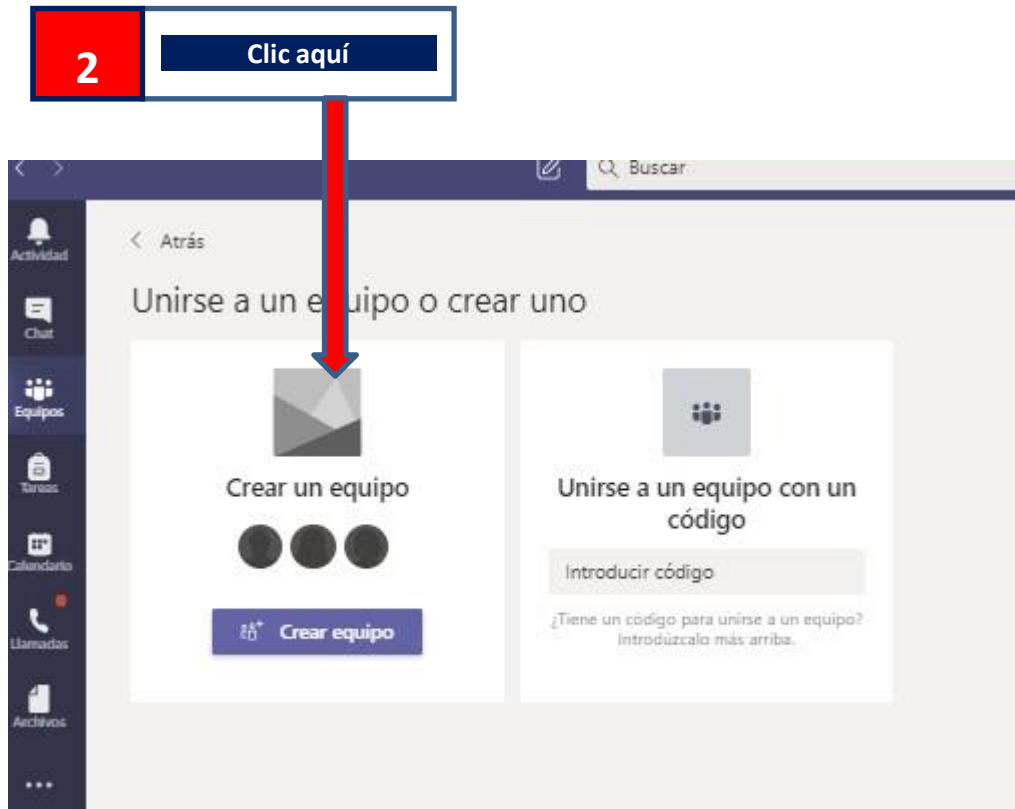 2
Clic aquí
Buscar
Actividad
Atrás
Unirse a un equipo o crear uno
Chat
Equipos
Tareas
Calendario
Llamadas
Archivos
Crear un equipo
Crear equipo
Unirse a un equipo con un
código
Introducir código
¿Tiene un código para unirse a un equipo?
Introdúzcalo más arriba.